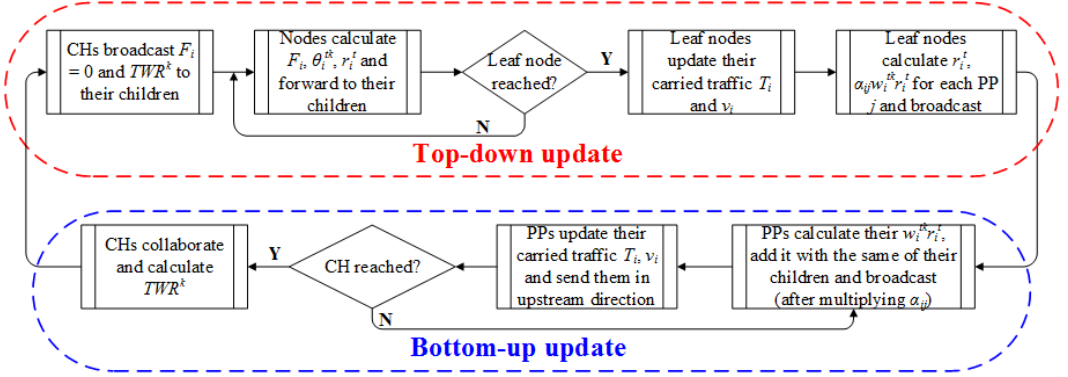 CHs broadcast Fᵢ
= 0 and TWRᵏ to
their children
Nodes calculate
Fᵢ, θᵢᵗᵏ, rᵢᵗ and
forward to their
children
Leaf node
reached?
Y
N
Leaf nodes
update their
carried traffic Tᵢ
and vᵢ
Leaf nodes
calculate rᵢᵗ,
αᵢⱼwᵢᵗᵏrᵢᵗ for each PP
j and broadcast
Top-down update
CHs collaborate
and calculate
TWRᵏ
Y
CH reached?
N
PPs update their
carried traffic Tᵢ, vᵢ
and send them in
upstream direction
PPs calculate their wᵢᵗᵏrᵢᵗ,
add it with the same of their
children and broadcast
(after multiplying αᵢⱼ)
Bottom-up update